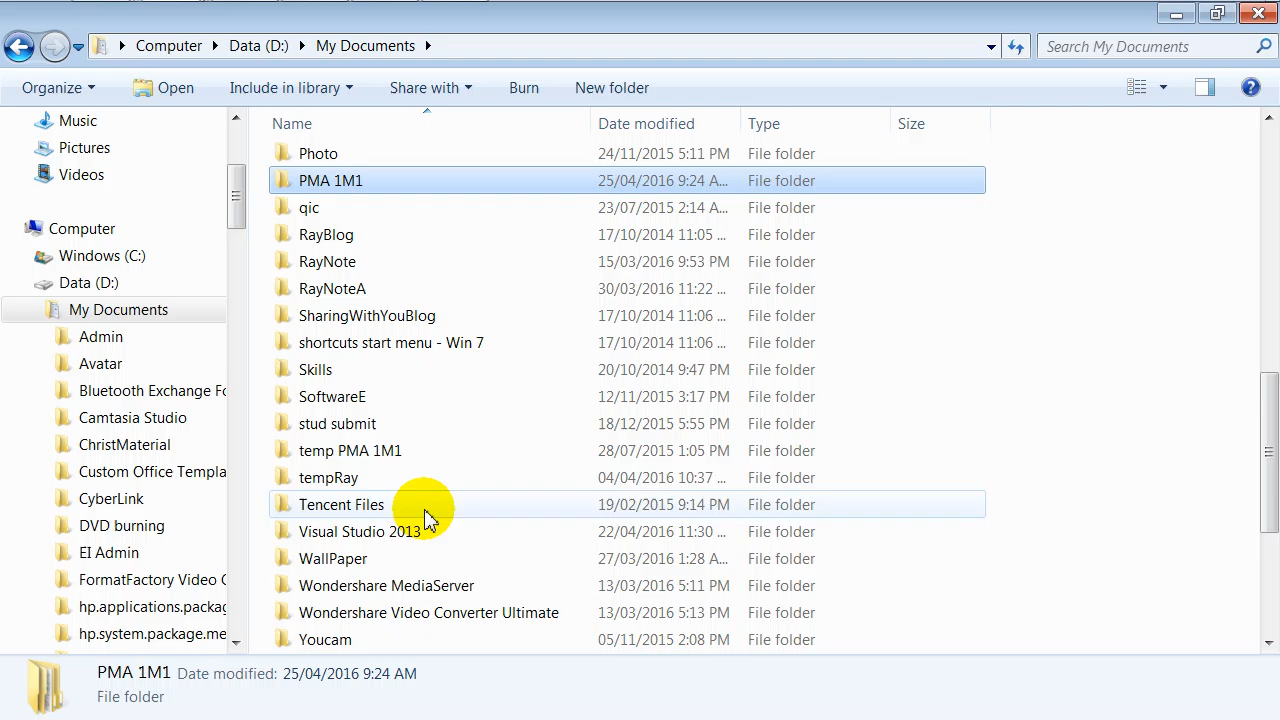 Computer Data (D:) My Documents
Search My Documents
Organize Open Include in library Share with Burn New folder
Name Date modified Type Size
Music
Pictures
Videos
Computer
Windows (C:)
Data (D:)
My Documents
Admin
Avatar
Bluetooth Exchange Fo
Camtasia Studio
ChristMaterial
Custom Office Templa
CyberLink
DVD burning
EI Admin
FormatFactory Video C
hp.applications.packag
hp.system.package.me
Photo 24/11/2015 5:11 PM File folder
PMA 1M1 25/04/2016 9:24 A... File folder
qic 23/07/2015 2:14 A... File folder
RayBlog 17/10/2014 11:05 ... File folder
RayNote 15/03/2016 9:53 PM File folder
RayNoteA 30/03/2016 11:22 ... File folder
SharingWithYouBlog 17/10/2014 11:06 ... File folder
shortcuts start menu - Win 7 17/10/2014 11:06 ... File folder
Skills 20/10/2014 9:47 PM File folder
SoftwareE 12/11/2015 3:17 PM File folder
stud submit 18/12/2015 5:55 PM File folder
temp PMA 1M1 28/07/2015 1:05 PM File folder
tempRay 04/04/2016 10:37 ... File folder
Tencent Files 19/02/2015 9:14 PM File folder
Visual Studio 2013 22/04/2016 11:30 ... File folder
WallPaper 27/03/2016 1:28 A... File folder
Wondershare MediaServer 13/03/2016 5:11 PM File folder
Wondershare Video Converter Ultimate 13/03/2016 5:13 PM File folder
Youcam 05/11/2015 2:08 PM File folder
PMA 1M1 Date modified: 25/04/2016 9:24 AM
File folder